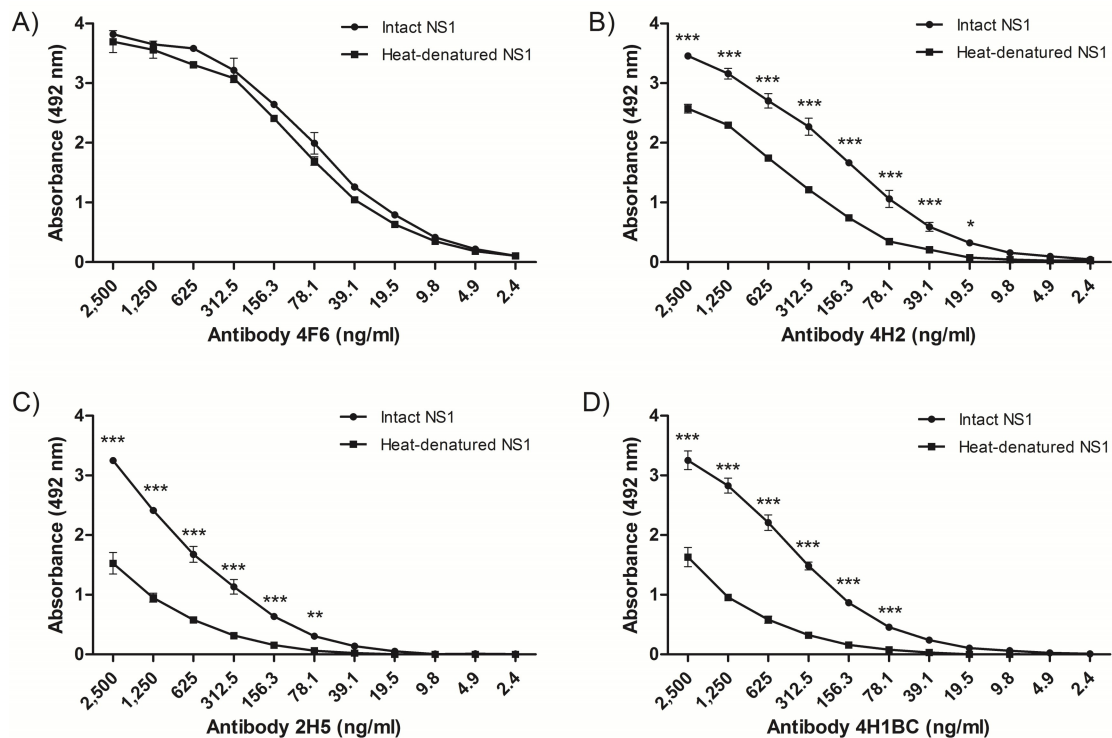 A)
Absorbance (492 nm)
4
3
2
1
0
Intact NS1
Heat-denatured NS1
2,500 1,250 625 312.5 156.3 78.1 39.1 19.5 9.8 4.9 2.4
Antibody 4F6 (ng/ml)
B)
Absorbance (492 nm)
4
3
2
1
0
Intact NS1
Heat-denatured NS1
*** *** *** *** *** *** *** *
2,500 1,250 625 312.5 156.3 78.1 39.1 19.5 9.8 4.9 2.4
Antibody 4H2 (ng/ml)
C)
Absorbance (492 nm)
4
3
2
1
0
Intact NS1
Heat-denatured NS1
*** *** *** *** *** **
2,500 1,250 625 312.5 156.3 78.1 39.1 19.5 9.8 4.9 2.4
Antibody 2H5 (ng/ml)
D)
Absorbance (492 nm)
4
3
2
1
0
Intact NS1
Heat-denatured NS1
*** *** *** *** *** ***
2,500 1,250 625 312.5 156.3 78.1 39.1 19.5 9.8 4.9 2.4
Antibody 4H1BC (ng/ml)